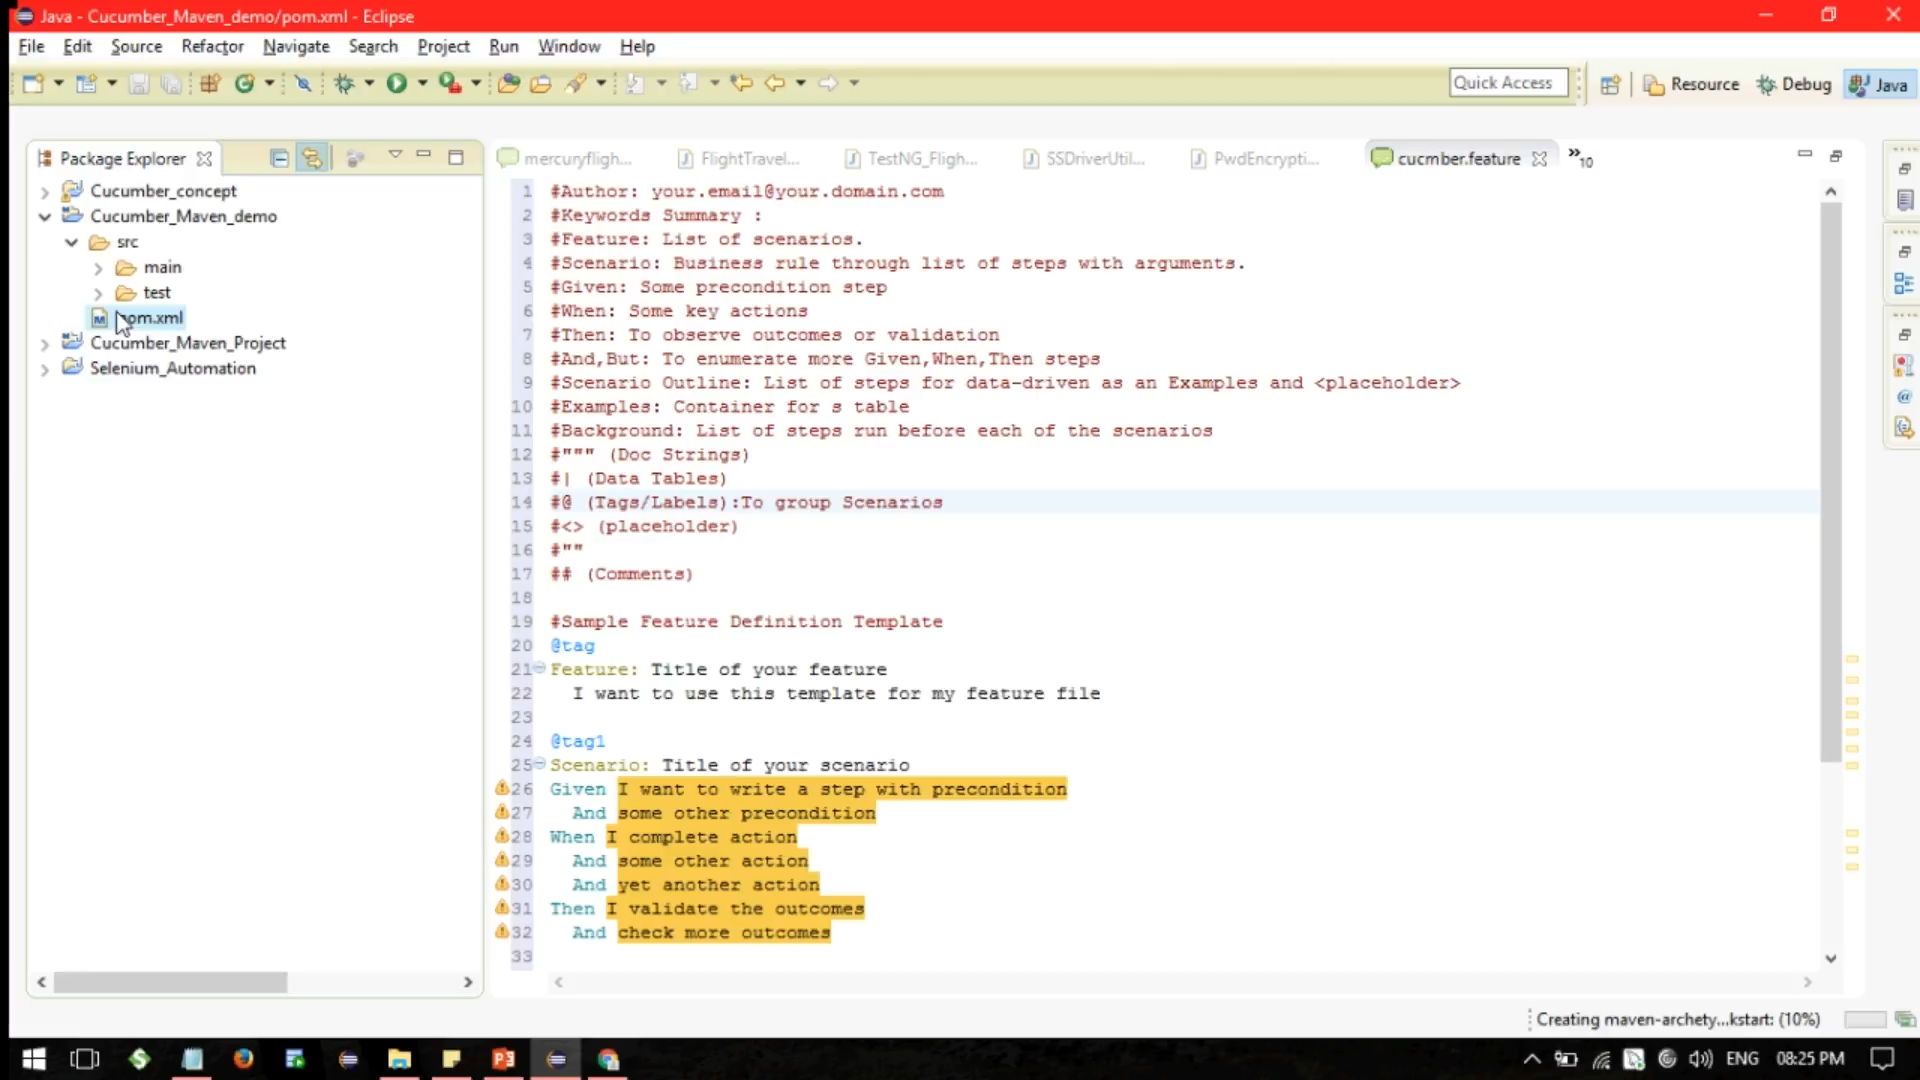 Java - Cucumber_Maven_demo/pom.xml - Eclipse
File Edit Source Refactor Navigate Search Project Run Window Help
Quick Access
Resource
Debug
Java
Package Explorer
mercuryfligh...
FlightTravel...
TestNG_Fligh...
SSDriverUtil...
PwdEncrypti...
cucmber.feature
»10
Cucumber_concept
Cucumber_Maven_demo
src
main
test
pom.xml
Cucumber_Maven_Project
Selenium_Automation
1 #Author: your.email@your.domain.com
2 #Keywords Summary :
3 #Feature: List of scenarios.
4 #Scenario: Business rule through list of steps with arguments.
5 #Given: Some precondition step
6 #When: Some key actions
7 #Then: To observe outcomes or validation
8 #And,But: To enumerate more Given,When,Then steps
9 #Scenario Outline: List of steps for data-driven as an Examples and <placeholder>
10 #Examples: Container for s table
11 #Background: List of steps run before each of the scenarios
12 #""" (Doc Strings)
13 #| (Data Tables)
14 #@ (Tags/Labels):To group Scenarios
15 #<> (placeholder)
16 #""
17 ## (Comments)
18
19 #Sample Feature Definition Template
20 @tag
21 Feature: Title of your feature
22 I want to use this template for my feature file
23
24 @tag1
25 Scenario: Title of your scenario
26 Given I want to write a step with precondition
27 And some other precondition
28 When I complete action
29 And some other action
30 And yet another action
31 Then I validate the outcomes
32 And check more outcomes
33
Creating maven-archety...kstart: (10%)
ENG 08:25 PM